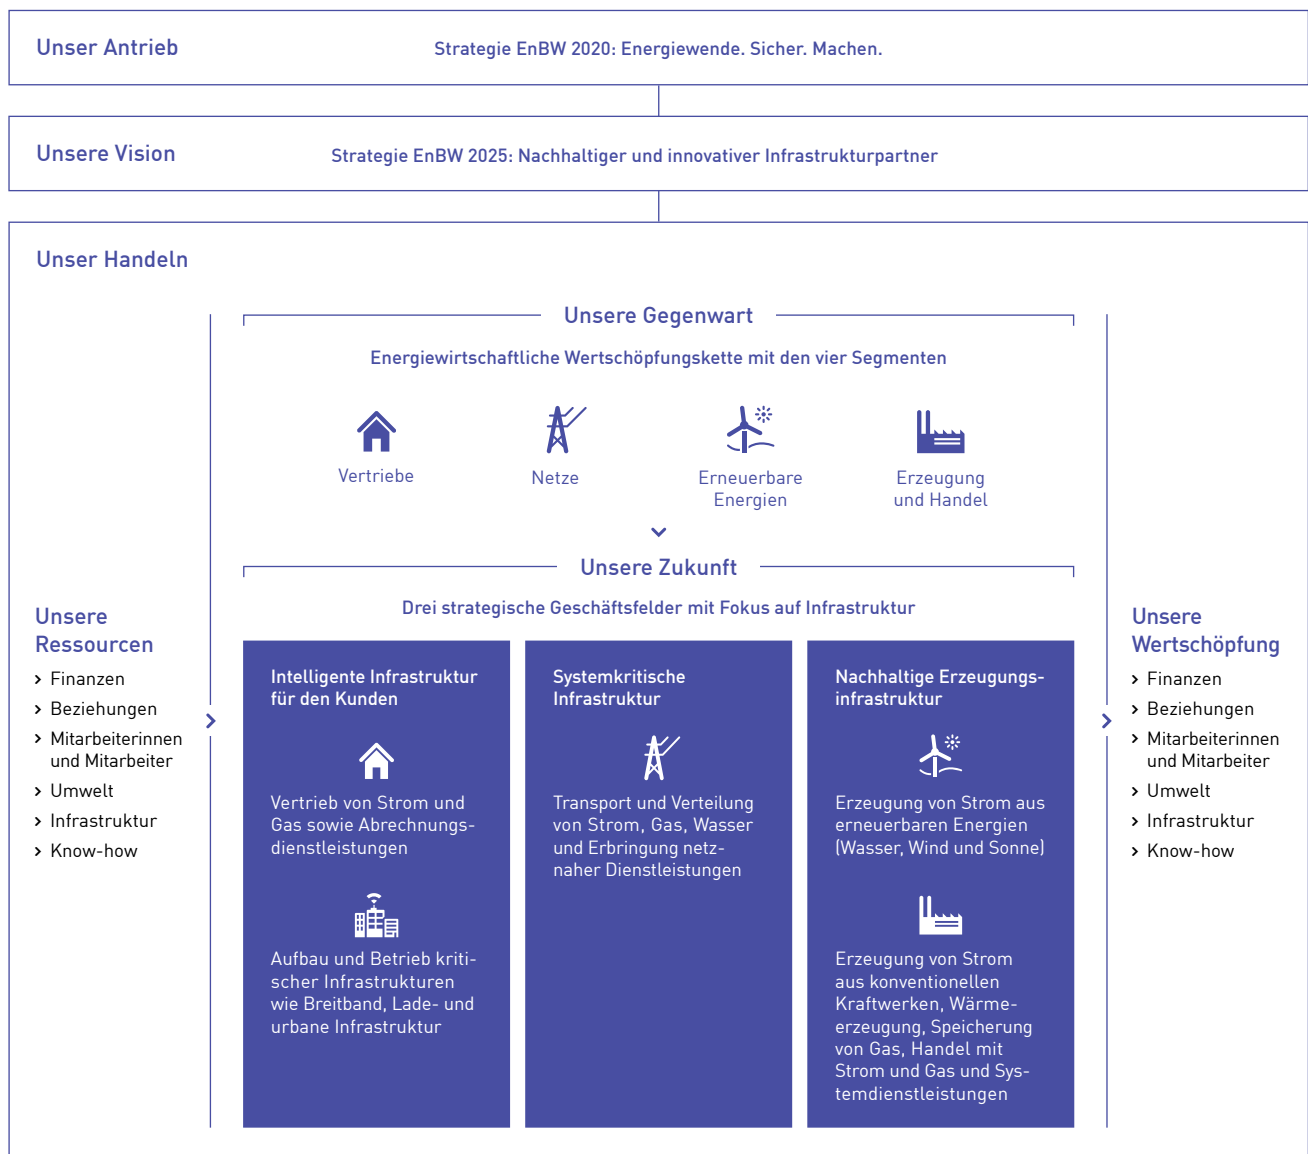 Unser Antrieb
Strategie EnBW 2020: Energiewende. Sicher. Machen.
Unsere Vision
Strategie EnBW 2025: Nachhaltiger und innovativer Infrastrukturpartner
Unser Handeln
Unsere Gegenwart
Energiewirtschaftliche Wertschöpfungskette mit den vier Segmenten
Vertriebe
Netze
Erneuerbare
Energien
Erzeugung
und Handel
Unsere Zukunft
Drei strategische Geschäftsfelder mit Fokus auf Infrastruktur
Unsere
Ressourcen
Finanzen
Beziehungen
Mitarbeiterinnen
und Mitarbeiter
Umwelt
Infrastruktur
Know-how
Intelligente Infrastruktur
für den Kunden
Vertrieb von Strom und
Gas sowie Abrechnungs-
dienstleistungen
Aufbau und Betrieb kriti-
scher Infrastrukturen
wie Breitband, Lade- und
urbane Infrastruktur
Systemkritische
Infrastruktur
Transport und Verteilung
von Strom, Gas, Wasser
und Erbringung netz-
naher Dienstleistungen
Nachhaltige Erzeugungs-
infrastruktur
Erzeugung von Strom aus
erneuerbaren Energien
(Wasser, Wind und Sonne)
Erzeugung von Strom
aus konventionellen
Kraftwerken, Wärme-
erzeugung, Speicherung
von Gas, Handel mit
Strom und Gas und Sys-
temdienstleistungen
Unsere
Wertschöpfung
Finanzen
Beziehungen
Mitarbeiterinnen
und Mitarbeiter
Umwelt
Infrastruktur
Know-how